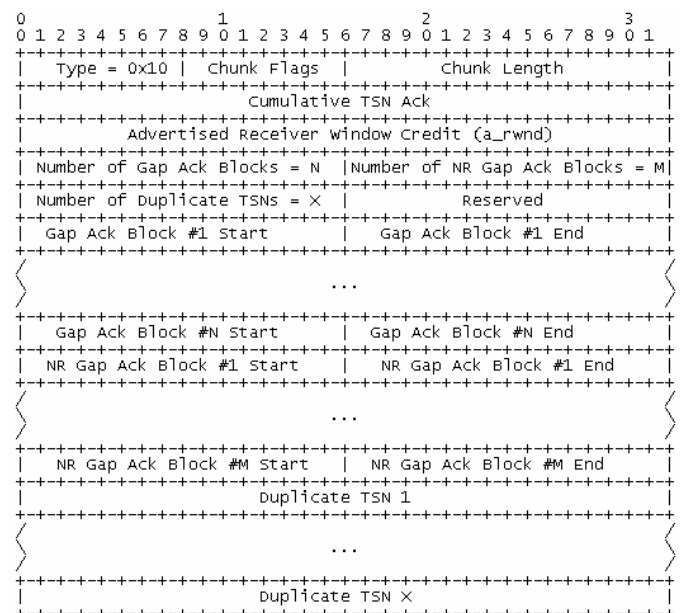 0                   1                   2                   3
0 1 2 3 4 5 6 7 8 9 0 1 2 3 4 5 6 7 8 9 0 1 2 3 4 5 6 7 8 9 0 1
Type = 0x10 | Chunk Flags | Chunk Length
Cumulative TSN Ack
Advertised Receiver Window Credit (a_rwnd)
Number of Gap Ack Blocks = N |Number of NR Gap Ack Blocks = M|
Number of Duplicate TSNs = X | Reserved
Gap Ack Block #1 Start | Gap Ack Block #1 End
...
Gap Ack Block #N Start | Gap Ack Block #N End
NR Gap Ack Block #1 Start | NR Gap Ack Block #1 End
...
NR Gap Ack Block #M Start | NR Gap Ack Block #M End
Duplicate TSN 1
...
Duplicate TSN X